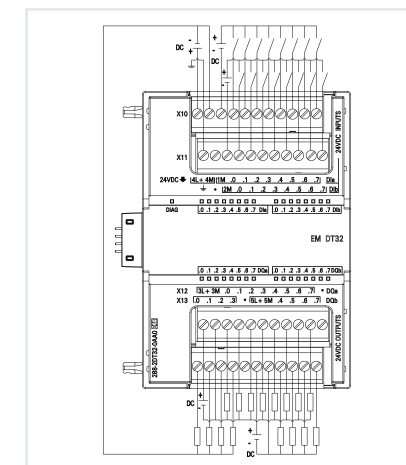 - +
DC
+ -
+ -
DC
+ -
X10
X11
24VDC INPUTS
24VDC 4L+ 4M 1M .0 .1 .2 .3 .4 .5 .6 .7 DIa
• 2M .0 .1 .2 .3 .4 .5 .6 .7 DIb
DIAG .0 .1 .2 .3 .4 .5 .6 .7 DIa .0 .1 .2 .3 .4 .5 .6 .7 DIb
EM DT32
.0 .1 .2 .3 .4 .5 .6 .7 DQa .0 .1 .2 .3 .4 .5 .6 .7 DQb
X12 3L+ 3M .0 .1 .2 .3 .4 .5 .6 .7 • DQa
X13 .0 .1 .2 .3 • 5L+ 5M .4 .5 .6 .7 DQb
288-2DT32-0AA0
24VDC OUTPUTS
DC + -
+ -
DC